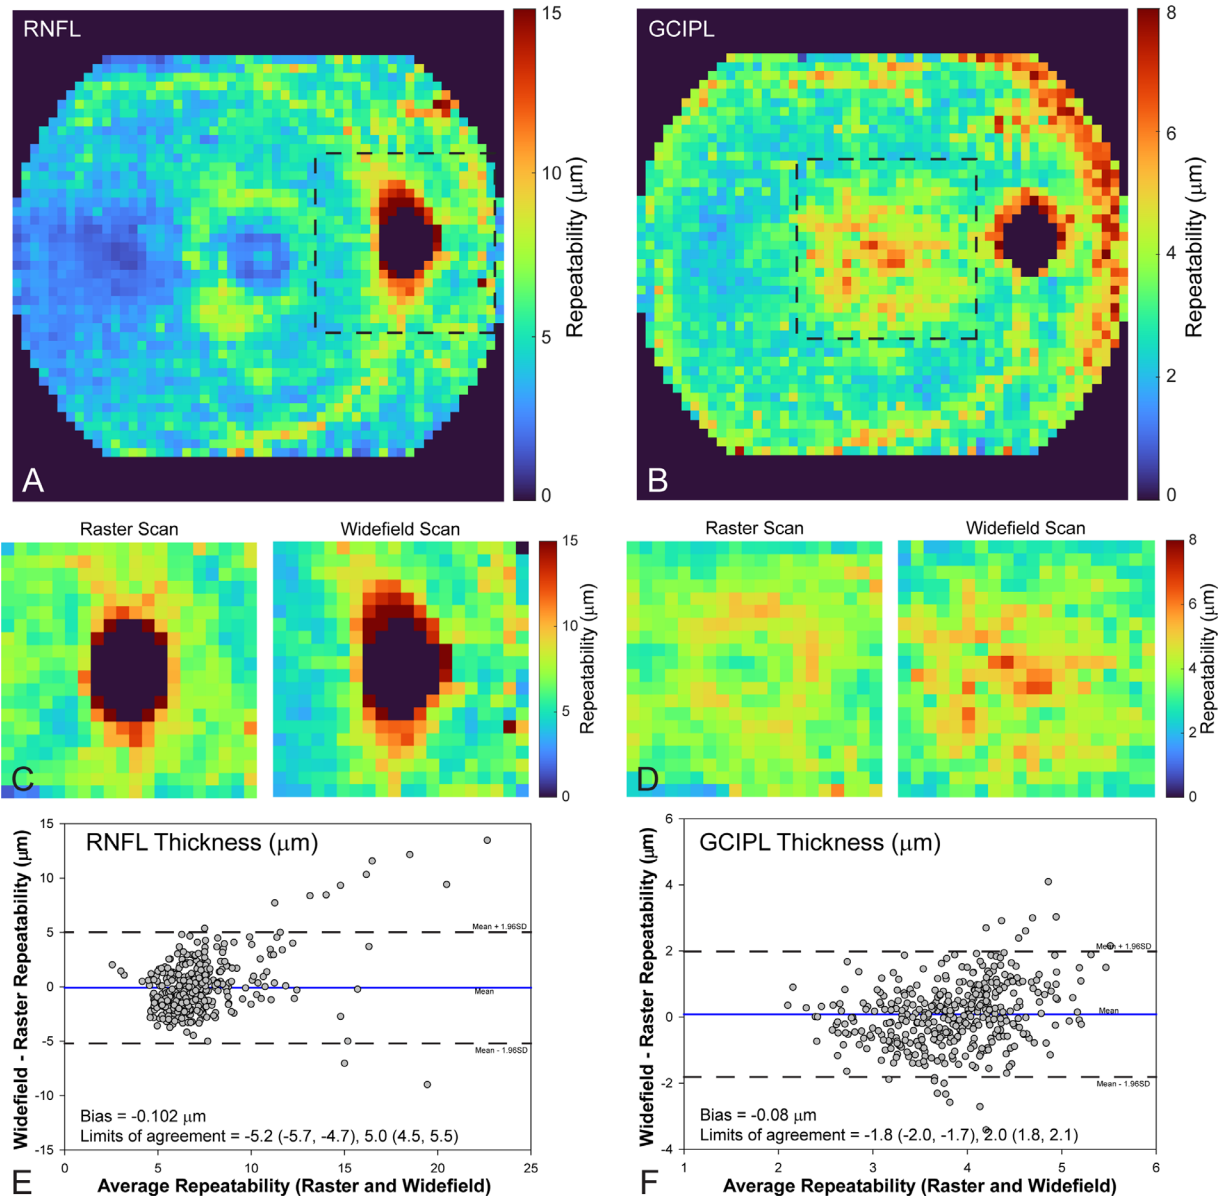 RNFL
15
10
5
0
Repeatability (μm)
A
GCIPL
8
6
4
2
0
Repeatability (μm)
B
Raster Scan
Widefield Scan
15
10
5
0
Repeatability (μm)
C
Raster Scan
Widefield Scan
8
6
4
2
0
Repeatability (μm)
D
RNFL Thickness (μm)
Widefield - Raster Repeatability (μm)
15
10
5
0
-5
-10
-15
Mean + 1.96SD
Mean
Mean - 1.96SD
Bias = -0.102 μm
Limits of agreement = -5.2 (-5.7, -4.7), 5.0 (4.5, 5.5)
0 5 10 15 20 25
Average Repeatability (Raster and Widefield)
E
GCIPL Thickness (μm)
Widefield - Raster Repeatability (μm)
6
4
2
0
-2
-4
Mean + 1.96SD
Mean
Mean - 1.96SD
Bias = -0.08 μm
Limits of agreement = -1.8 (-2.0, -1.7), 2.0 (1.8, 2.1)
1 2 3 4 5 6
Average Repeatability (Raster and Widefield)
F